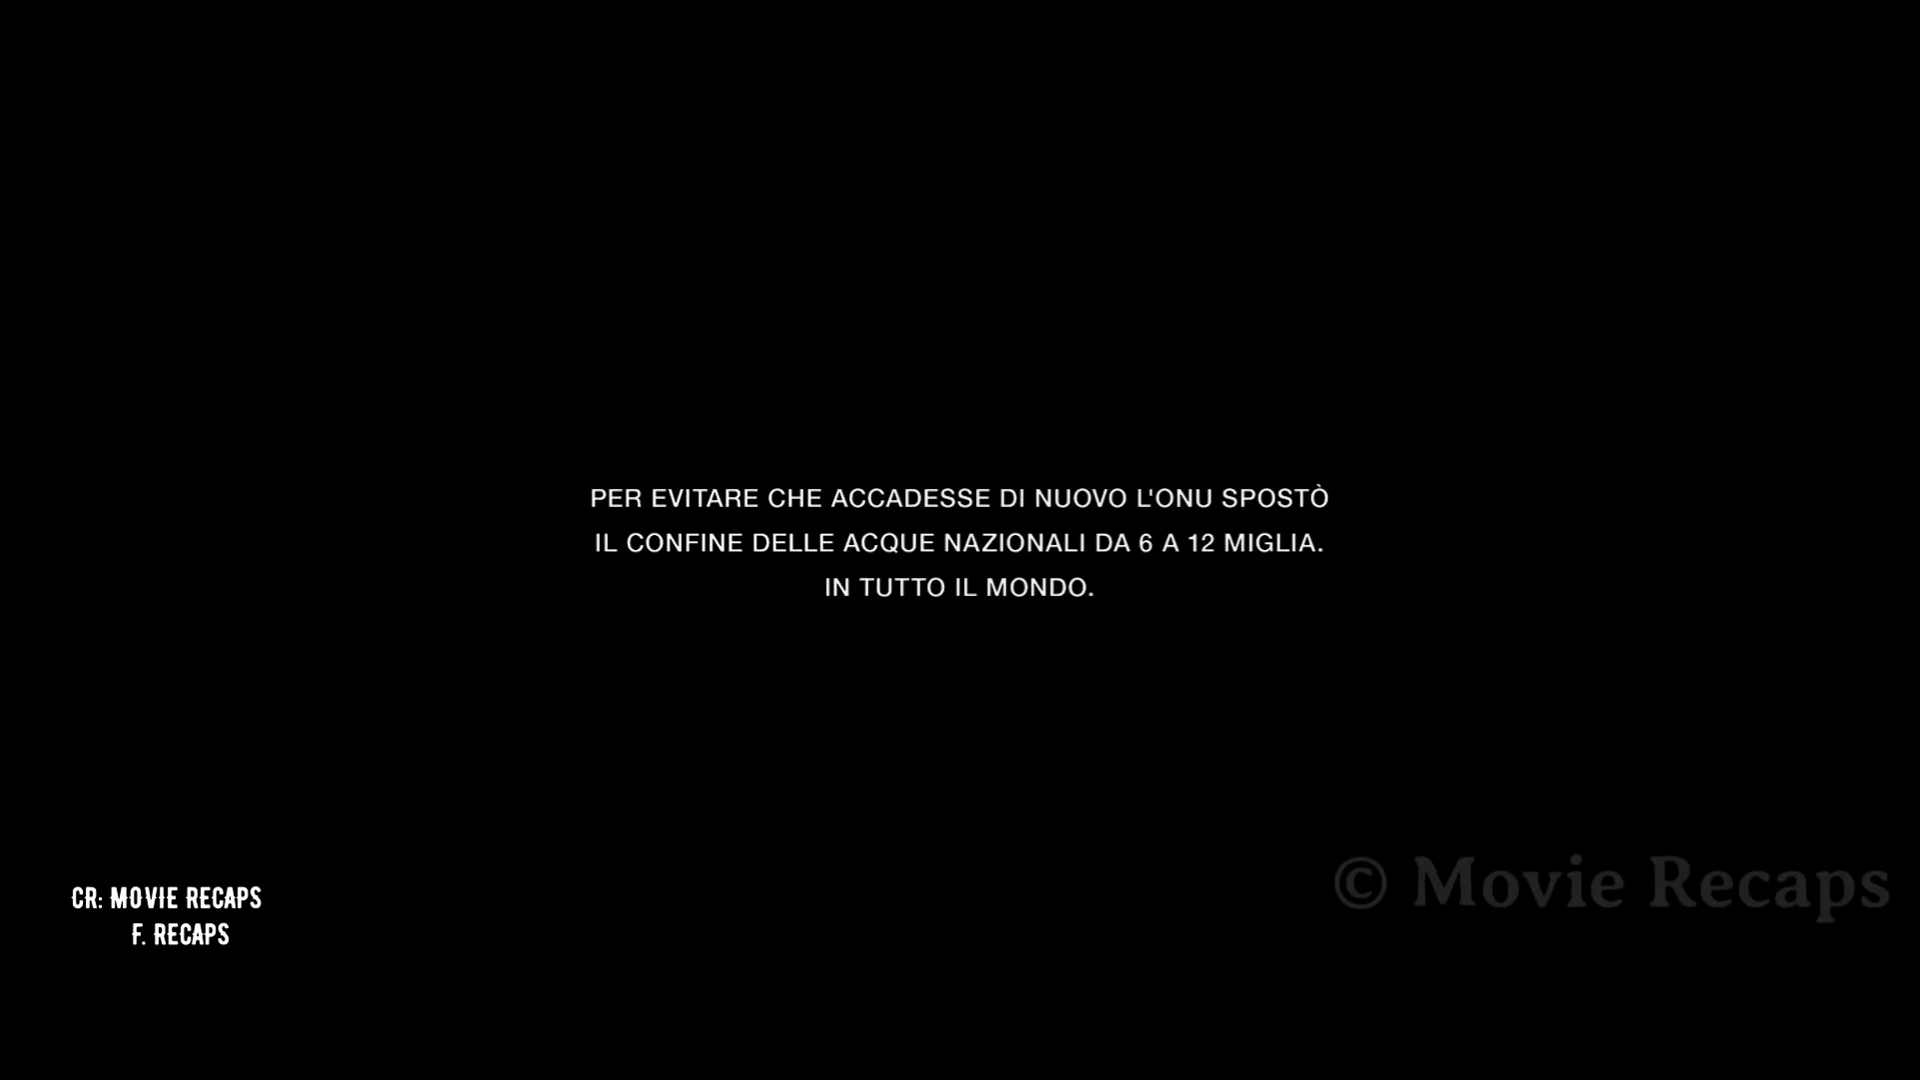 PER EVITARE CHE ACCADESSE DI NUOVO L'ONU SPOSTÒ
IL CONFINE DELLE ACQUE NAZIONALI DA 6 A 12 MIGLIA.
IN TUTTO IL MONDO.
© Movie Recaps
CR: MOVIE RECAPS
F. RECAPS